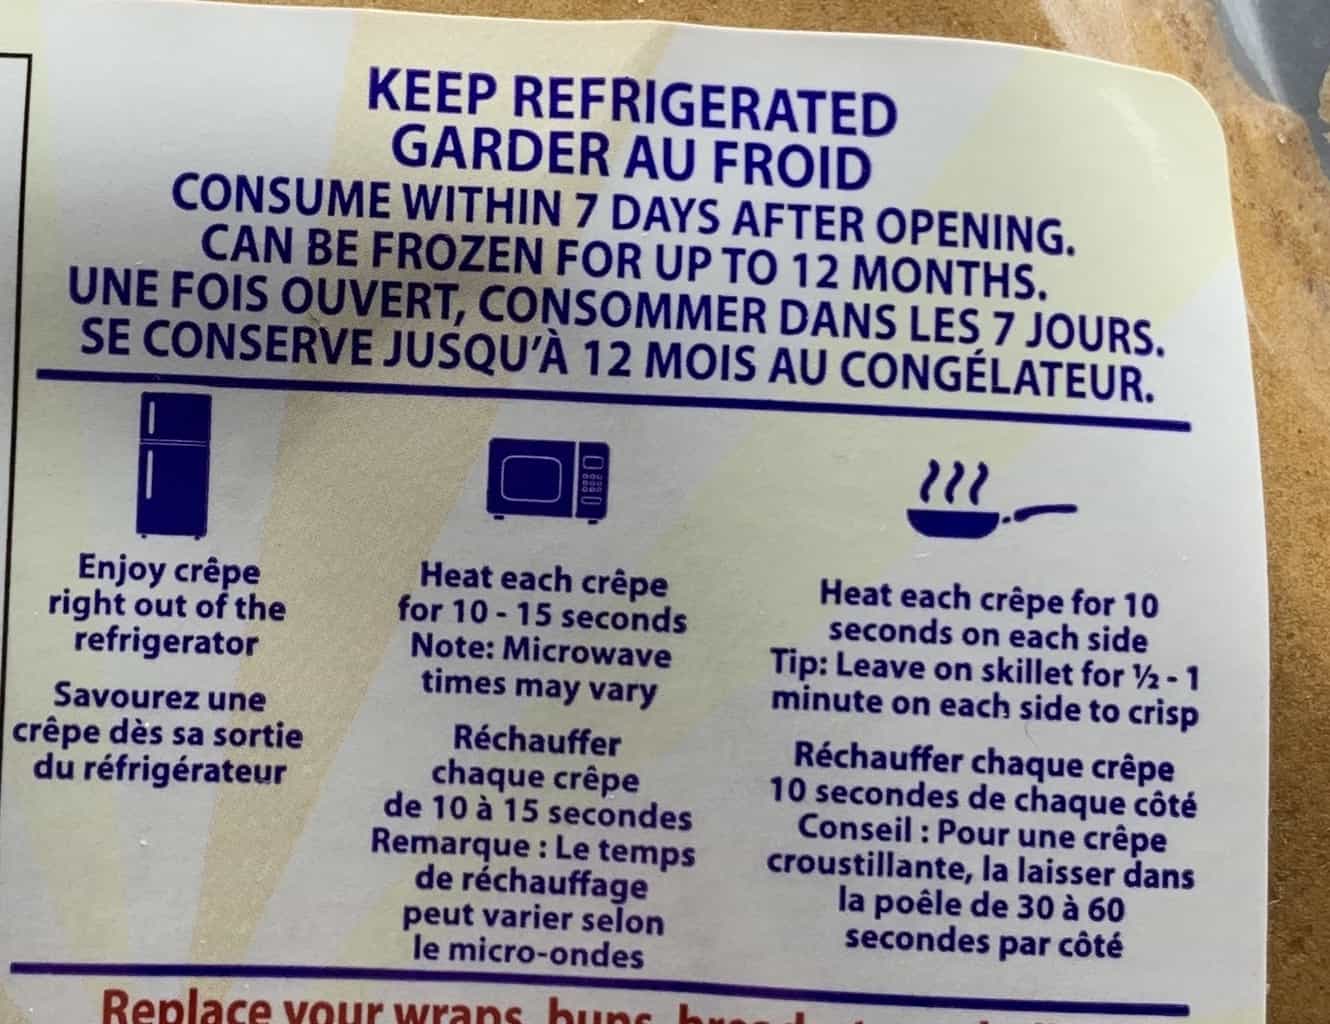 KEEP REFRIGERATED
GARDER AU FROID
CONSUME WITHIN 7 DAYS AFTER OPENING.
CAN BE FROZEN FOR UP TO 12 MONTHS.
UNE FOIS OUVERT, CONSOMMER DANS LES 7 JOURS.
SE CONSERVE JUSQU'À 12 MOIS AU CONGÉLATEUR.
Enjoy crêpe
right out of the
refrigerator
Savourez une
crêpe dès sa sortie
du réfrigérateur
Heat each crêpe
for 10 - 15 seconds
Note: Microwave
times may vary
Réchauffer
chaque crêpe
de 10 à 15 secondes
Remarque : Le temps
de réchauffage
peut varier selon
le micro-ondes
Heat each crêpe for 10
seconds on each side
Tip: Leave on skillet for ½ - 1
minute on each side to crisp
Réchauffer chaque crêpe
10 secondes de chaque côté
Conseil : Pour une crêpe
croustillante, la laisser dans
la poêle de 30 à 60
secondes par côté
Replace your wraps, buns,